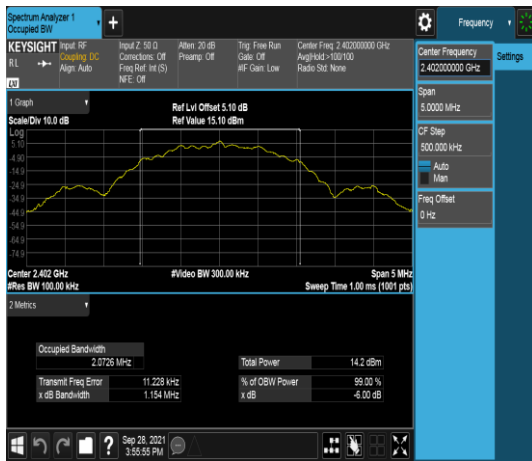 Spectrum Analyzer 1
Occupied BW
+
Frequency
KEYSIGHT
RL
LXI
Input: RF
Coupling: DC
Align: Auto
Input Z: 50 Ω
Corrections: Off
Freq Ref: Int (S)
NFE: Off
Atten: 20 dB
Preamp: Off
Trig: Free Run
Gate: Off
#IF Gain: Low
Center Freq: 2.402000000 GHz
Avg|Hold:>100/100
Radio Std: None
Center Frequency
2.402000000 GHz
Settings
Span
5.0000 MHz
CF Step
500.000 kHz
Auto
Man
Freq Offset
0 Hz
1 Graph
Scale/Div 10.0 dB
Ref Lvl Offset 5.10 dB
Ref Value 15.10 dBm
Log
5.10
-4.90
-14.9
-24.9
-34.9
-44.9
-54.9
-64.9
-74.9
Center 2.402 GHz
#Res BW 100.00 kHz
#Video BW 300.00 kHz
Span 5 MHz
Sweep Time 1.00 ms (1001 pts)
2 Metrics
Occupied Bandwidth
2.0726 MHz
Total Power 14.2 dBm
Transmit Freq Error 11.228 kHz
% of OBW Power 99.00 %
x dB Bandwidth 1.154 MHz
x dB -6.00 dB
?
Sep 28, 2021
3:55:55 PM